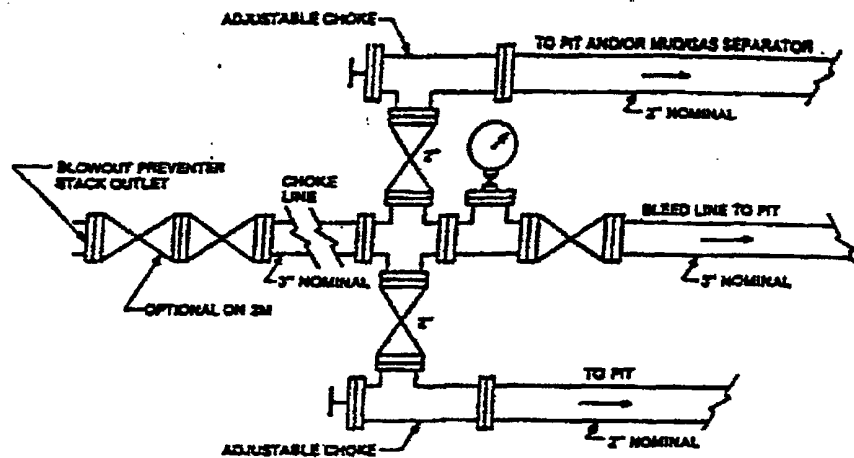 ADJUSTABLE CHOKE
TO PIT AND/OR MUD/GAS SEPARATOR
2" NOMINAL
2"
BLOWOUT PREVENTER
STACK OUTLET
CHOKE
LINE
BLEED LINE TO PIT
3" NOMINAL
3" NOMINAL
OPTIONAL ON 2M
2"
TO PIT
2" NOMINAL
ADJUSTABLE CHOKE